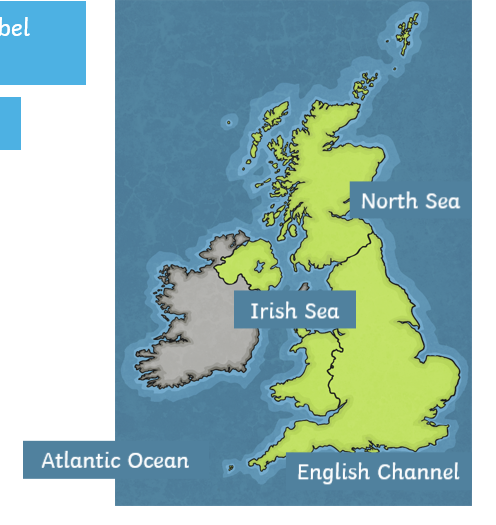 bel
North Sea
Irish Sea
Atlantic Ocean
English Channel